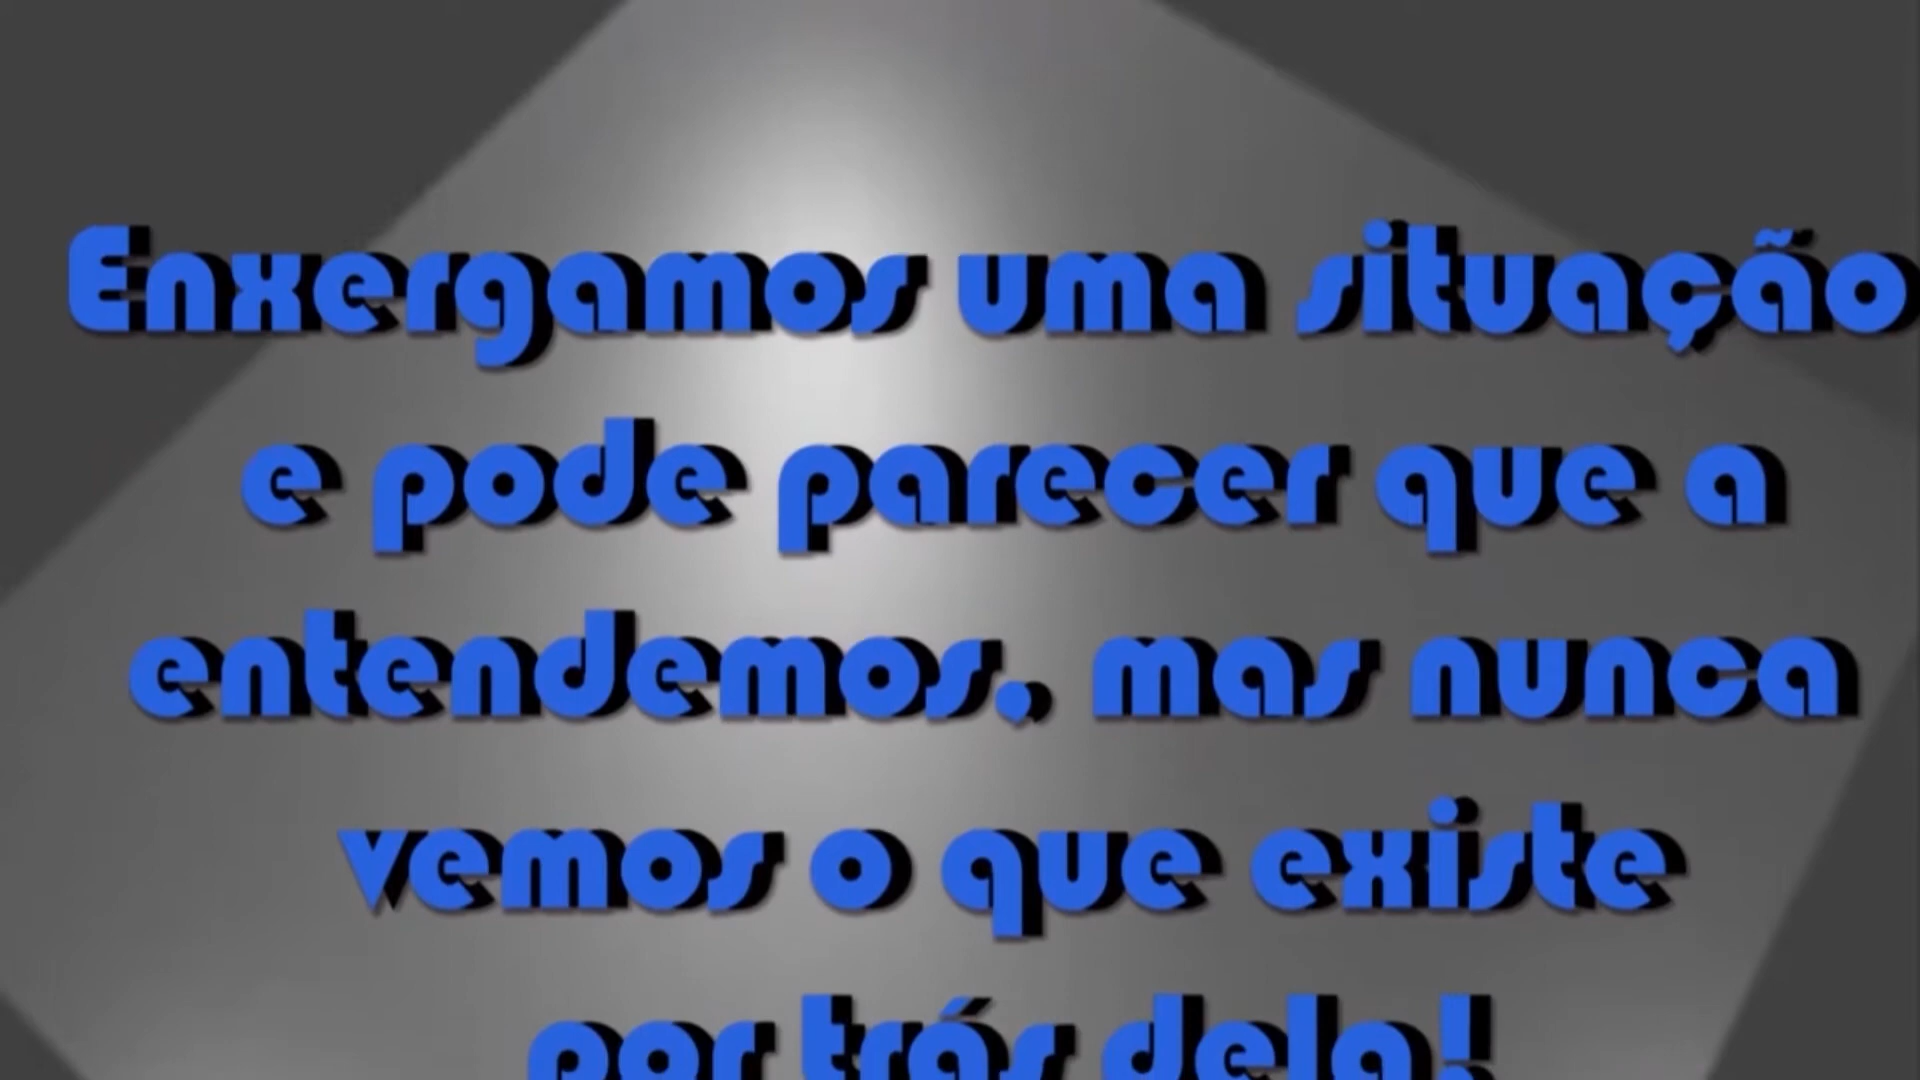 Enxergamos uma situação
e pode parecer que a
entendemos, mas nunca
vemos o que existe
por trás dela!